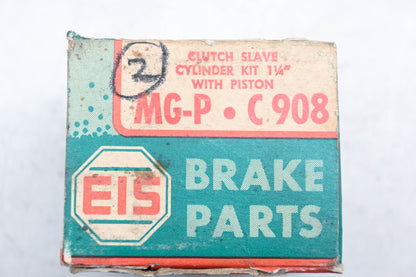 2
CLUTCH SLAVE
CYLINDER KIT 1¼"
WITH PISTON
MG-P • C 908
EIS
BRAKE
PARTS